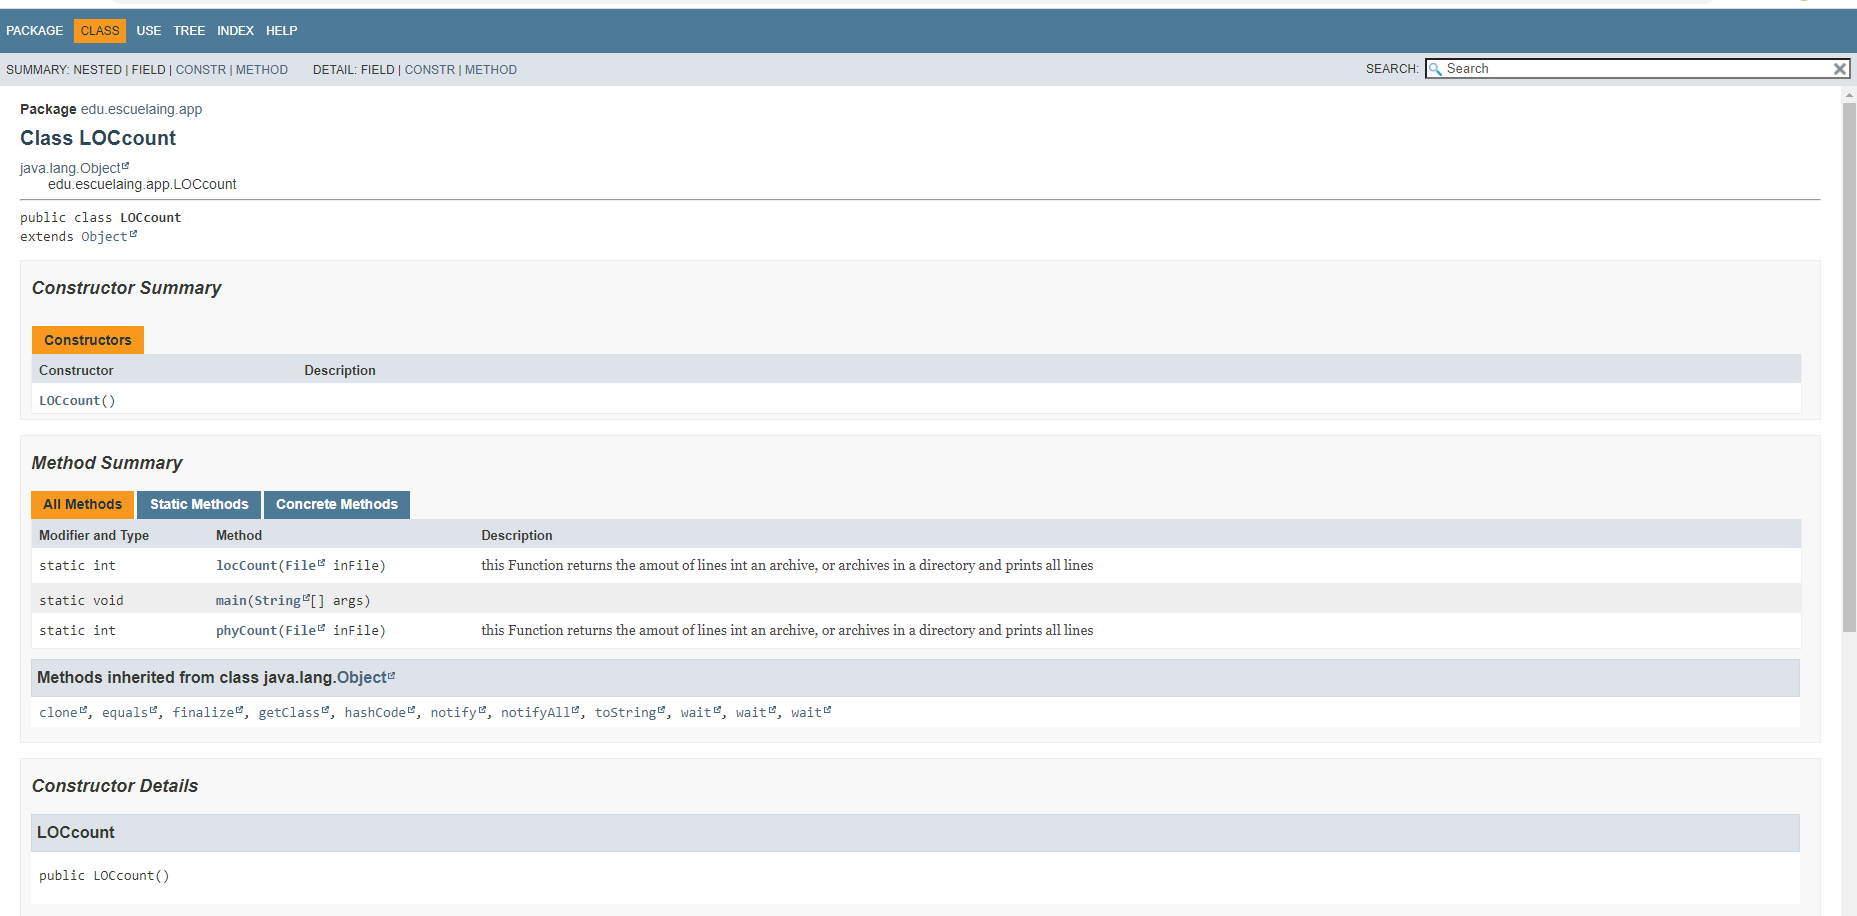 PACKAGE CLASS USE TREE INDEX HELP
SUMMARY: NESTED | FIELD | CONSTR | METHOD DETAIL: FIELD | CONSTR | METHOD SEARCH: Search
Package edu.escuelaing.app
Class LOCcount
java.lang.Object
edu.escuelaing.app.LOCcount
public class LOCcount
extends Object
Constructor Summary
Constructors
Constructor Description
LOCcount()
Method Summary
All Methods Static Methods Concrete Methods
Modifier and Type Method Description
static int locCount(File inFile) this Function returns the amout of lines int an archive, or archives in a directory and prints all lines
static void main(String[] args)
static int phyCount(File inFile) this Function returns the amout of lines int an archive, or archives in a directory and prints all lines
Methods inherited from class java.lang.Object
clone, equals, finalize, getClass, hashCode, notify, notifyAll, toString, wait, wait, wait
Constructor Details
LOCcount
public LOCcount()